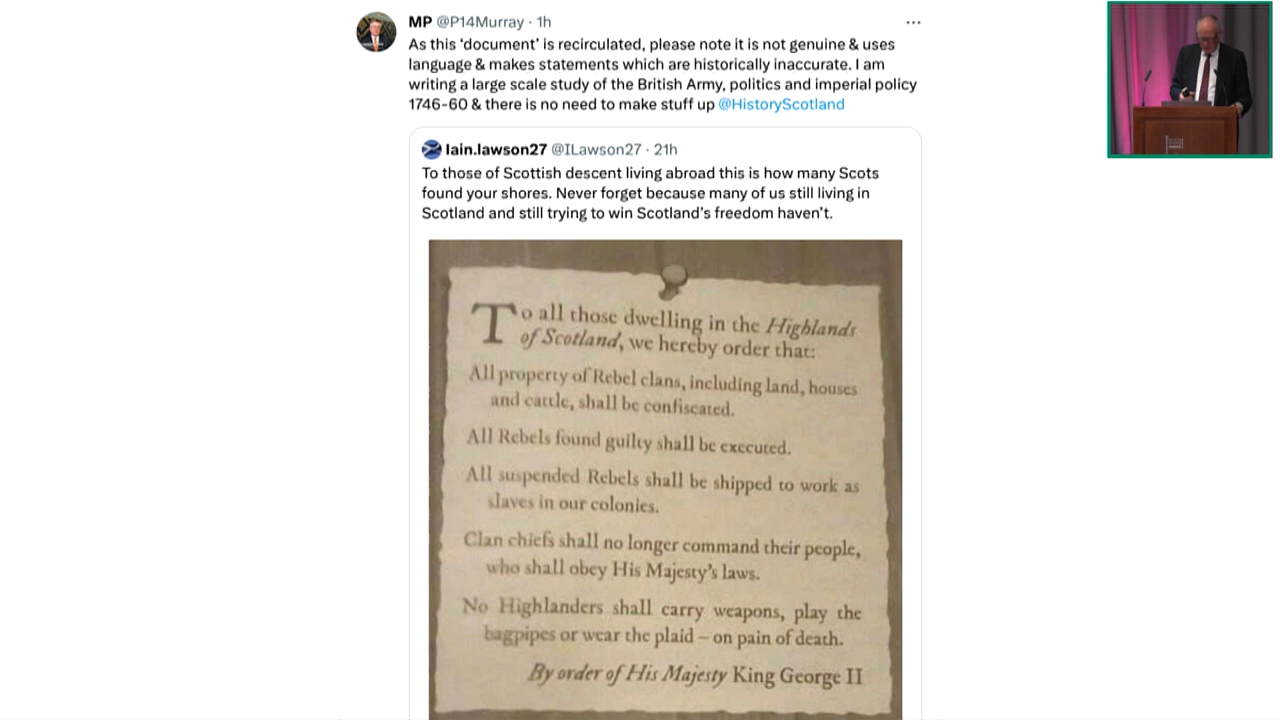 MP @P14Murray · 1h
As this ‘document’ is recirculated, please note it is not genuine & uses
language & makes statements which are historically inaccurate. I am
writing a large scale study of the British Army, politics and imperial policy
1746-60 & there is no need to make stuff up @HistoryScotland
Iain.lawson27 @ILawson27 · 21h
To those of Scottish descent living abroad this is how many Scots
found your shores. Never forget because many of us still living in
Scotland and still trying to win Scotland’s freedom haven’t.
To all those dwelling in the Highlands
of Scotland, we hereby order that:
All property of Rebel clans, including land, houses
and cattle, shall be confiscated.
All Rebels found guilty shall be executed.
All suspended Rebels shall be shipped to work as
slaves in our colonies.
Clan chiefs shall no longer command their people,
who shall obey His Majesty’s laws.
No Highlanders shall carry weapons, play the
bagpipes or wear the plaid – on pain of death.
By order of His Majesty King George II